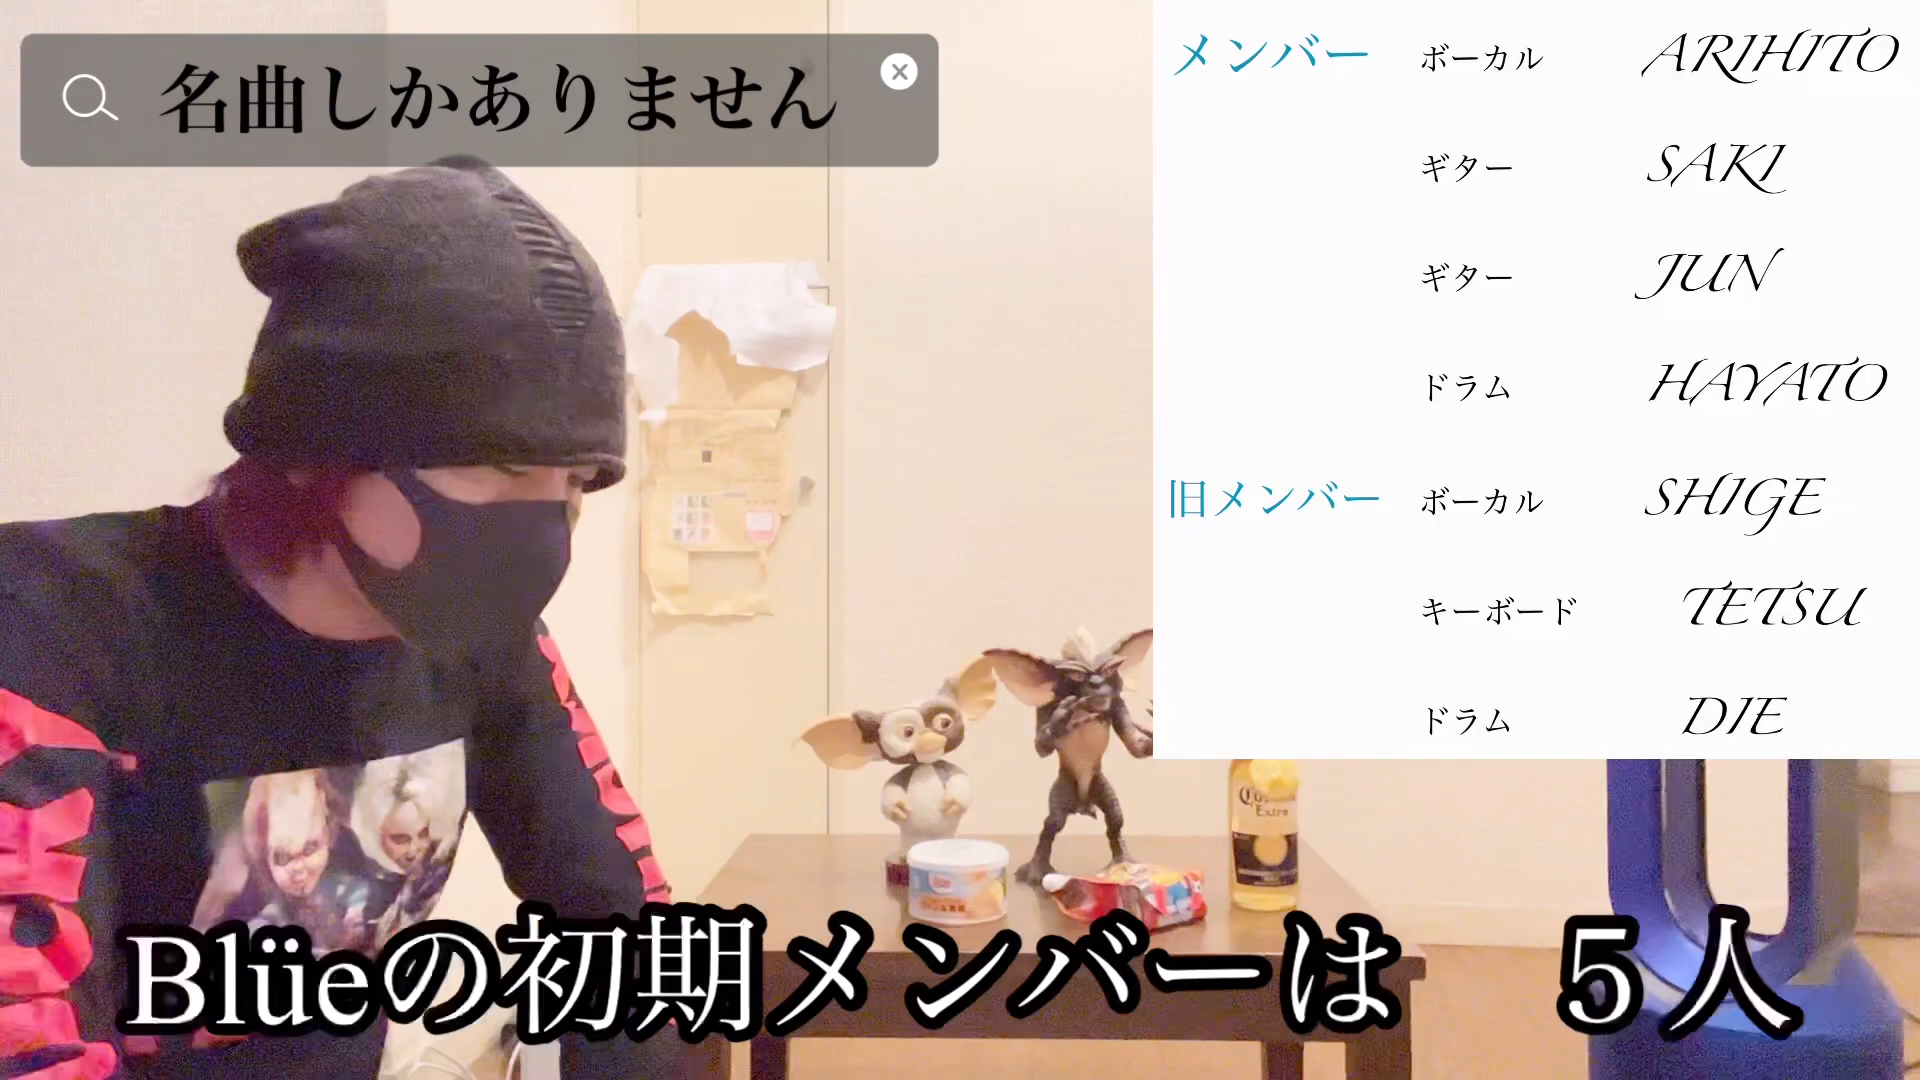 名曲しかありません
メンバー ボーカル ARIHITO
ギター SAKI
ギター JUN
ドラム HAYATO
旧メンバー ボーカル SHIGE
キーボード TETSU
ドラム DIE
Corona
Extra
Blüeの初期メンバーは 5人